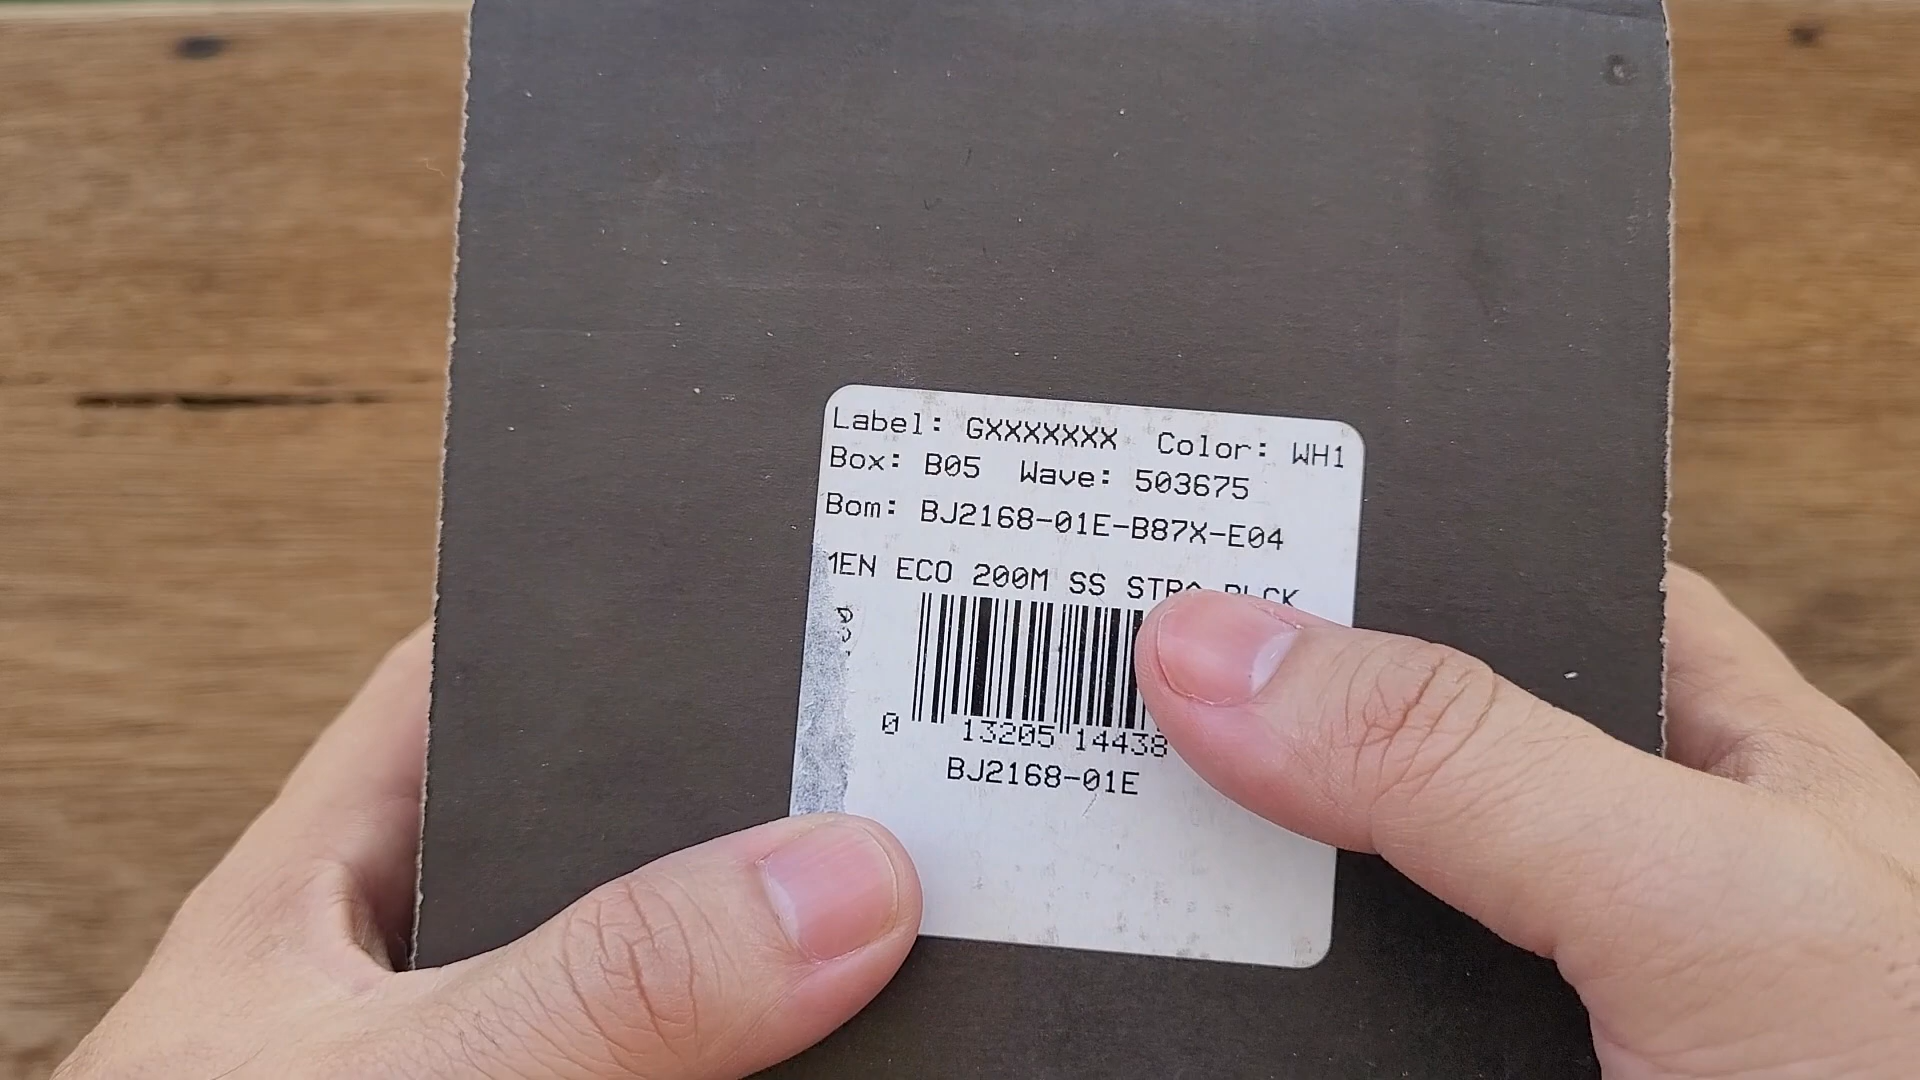 Label: GXXXXXXX Color: WH1
Box: B05 Wave: 503675
Bom: BJ2168-01E-B87X-E04
ECO 200M SS
0 13205 14438
BJ2168-01E